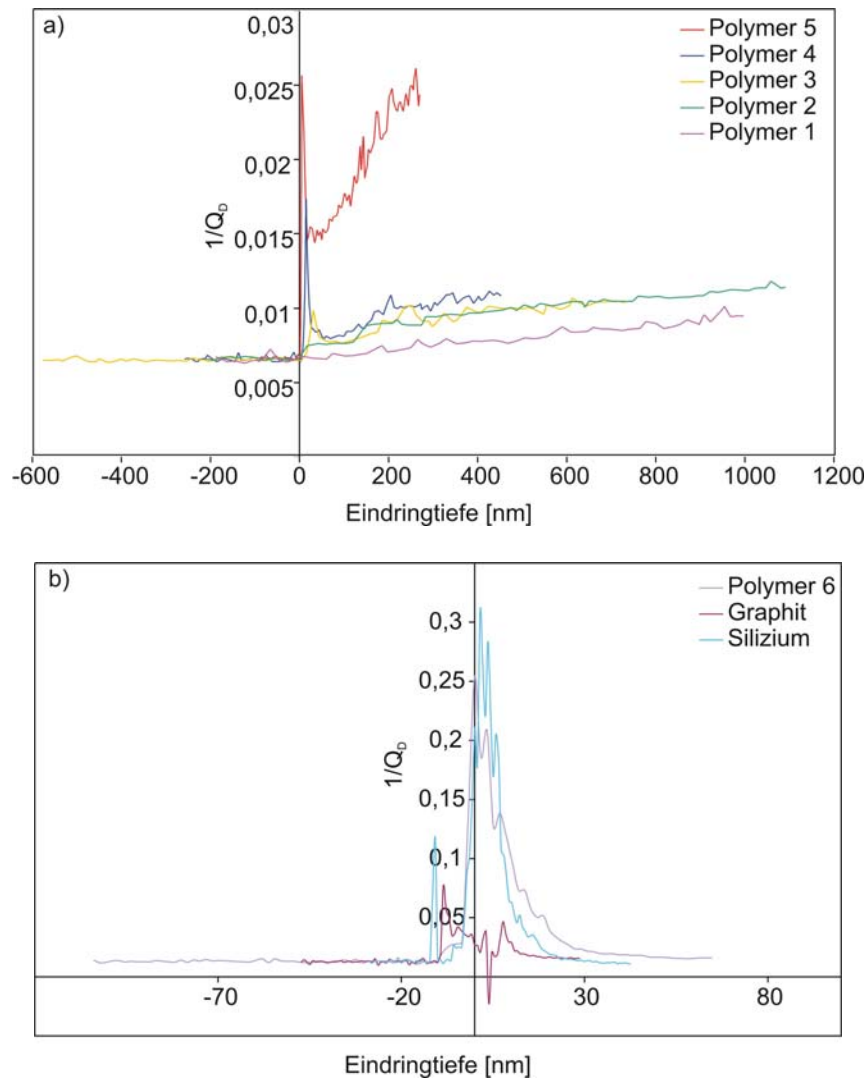 a)
0,03
0,025
0,02
0,015
0,01
0,005
1/Q_D
Polymer 5
Polymer 4
Polymer 3
Polymer 2
Polymer 1
-600 -400 -200 0 200 400 600 800 1000 1200
Eindringtiefe [nm]
b)
0,3
0,25
0,2
0,15
0,1
0,05
1/Q_D
Polymer 6
Graphit
Silizium
-70 -20 30 80
Eindringtiefe [nm]